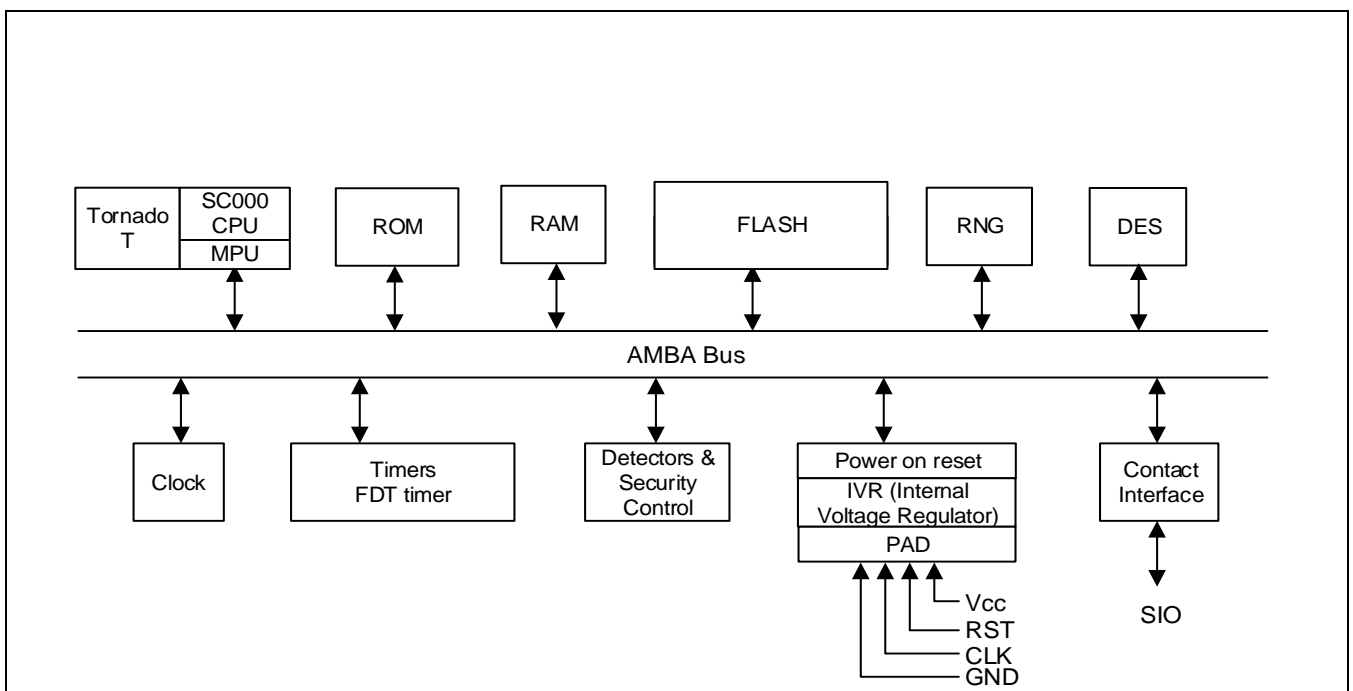 Tornado
T
SC000
CPU
MPU
ROM
RAM
FLASH
RNG
DES
AMBA Bus
Clock
Timers
FDT timer
Detectors &
Security
Control
Power on reset
IVR (Internal
Voltage Regulator)
PAD
Contact
Interface
Vcc
RST
CLK
GND
SIO